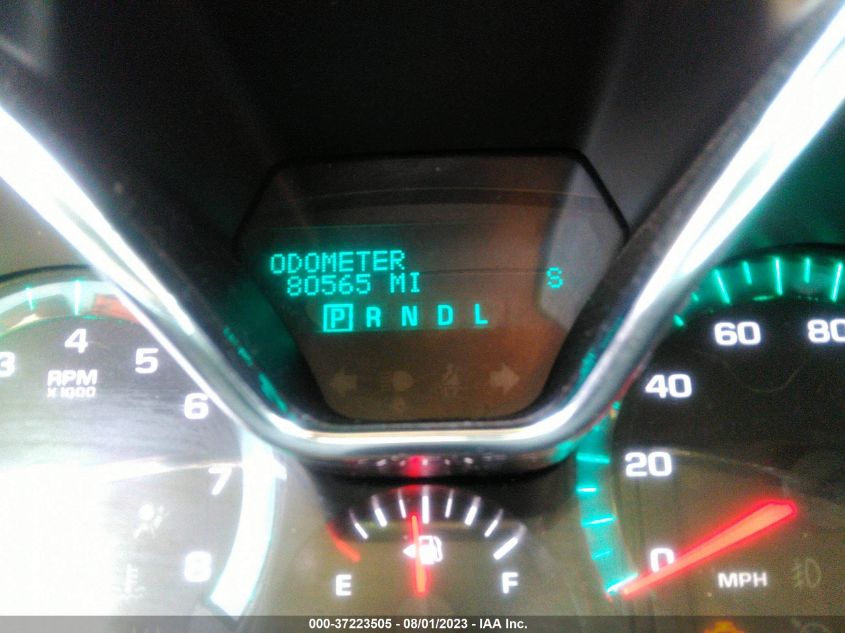 ODOMETER
80565 MI
S
P R N D L
3 4 5 6 7 8
RPM
X 1000
0 20 40 60 80
MPH
E F
000-37223505 - 08/01/2023 - IAA Inc.